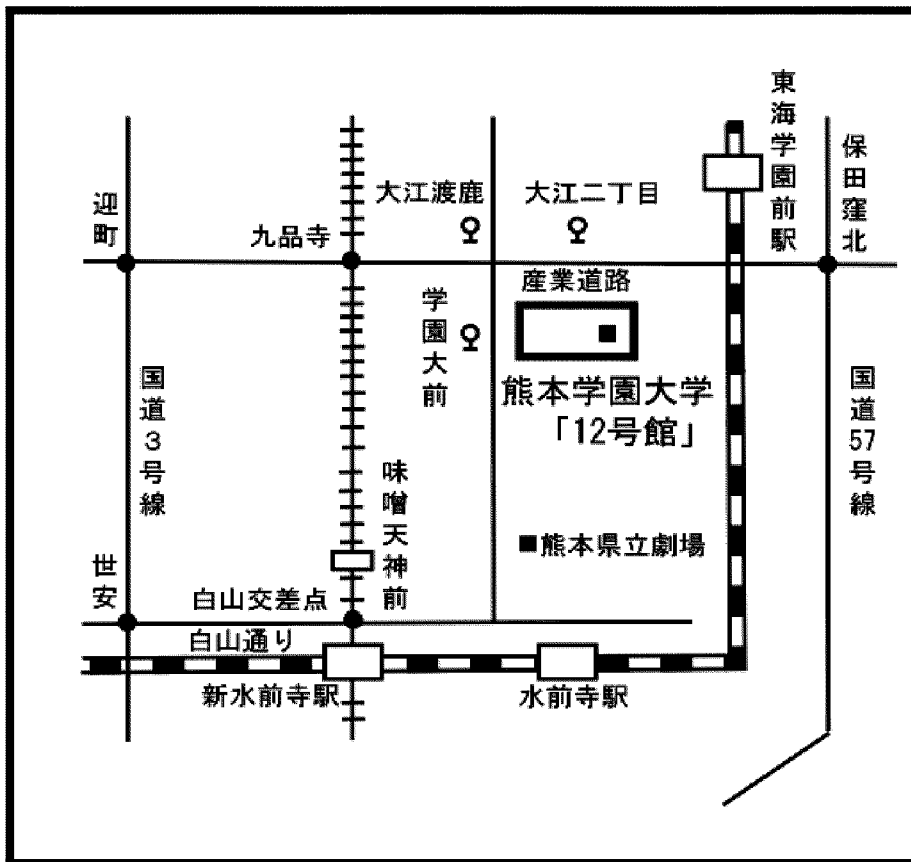 東海学園前駅
保田窪北
迎町
大江渡鹿
大江二丁目
九品寺
産業道路
学園大前
熊本学園大学
「12号館」
国道3号線
国道57号線
味噌天神前
■熊本県立劇場
世安
白山交差点
白山通り
新水前寺駅
水前寺駅